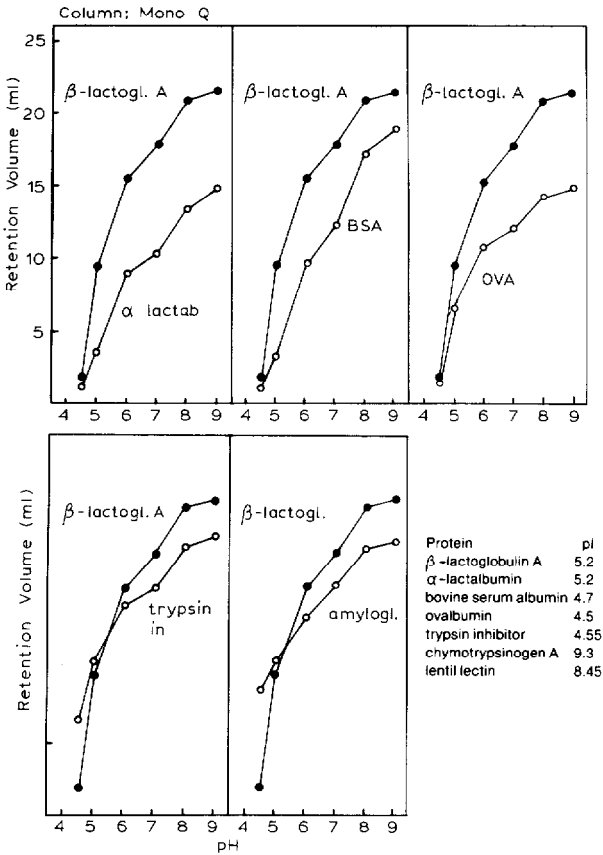 Column: Mono Q
Retention Volume (ml)
25
20
15
10
5
β-lactogl. A
α lactab
β-lactogl. A
BSA
β-lactogl. A
OVA
4 5 6 7 8 9
4 5 6 7 8 9
4 5 6 7 8 9
Retention Volume (ml)
β-lactogl. A
trypsin
in
β-lactogl.
amylogl.
4 5 6 7 8 9
4 5 6 7 8 9
pH
Protein pI
β-lactoglobulin A 5.2
α-lactalbumin 5.2
bovine serum albumin 4.7
ovalbumin 4.5
trypsin inhibitor 4.55
chymotrypsinogen A 9.3
lentil lectin 8.45